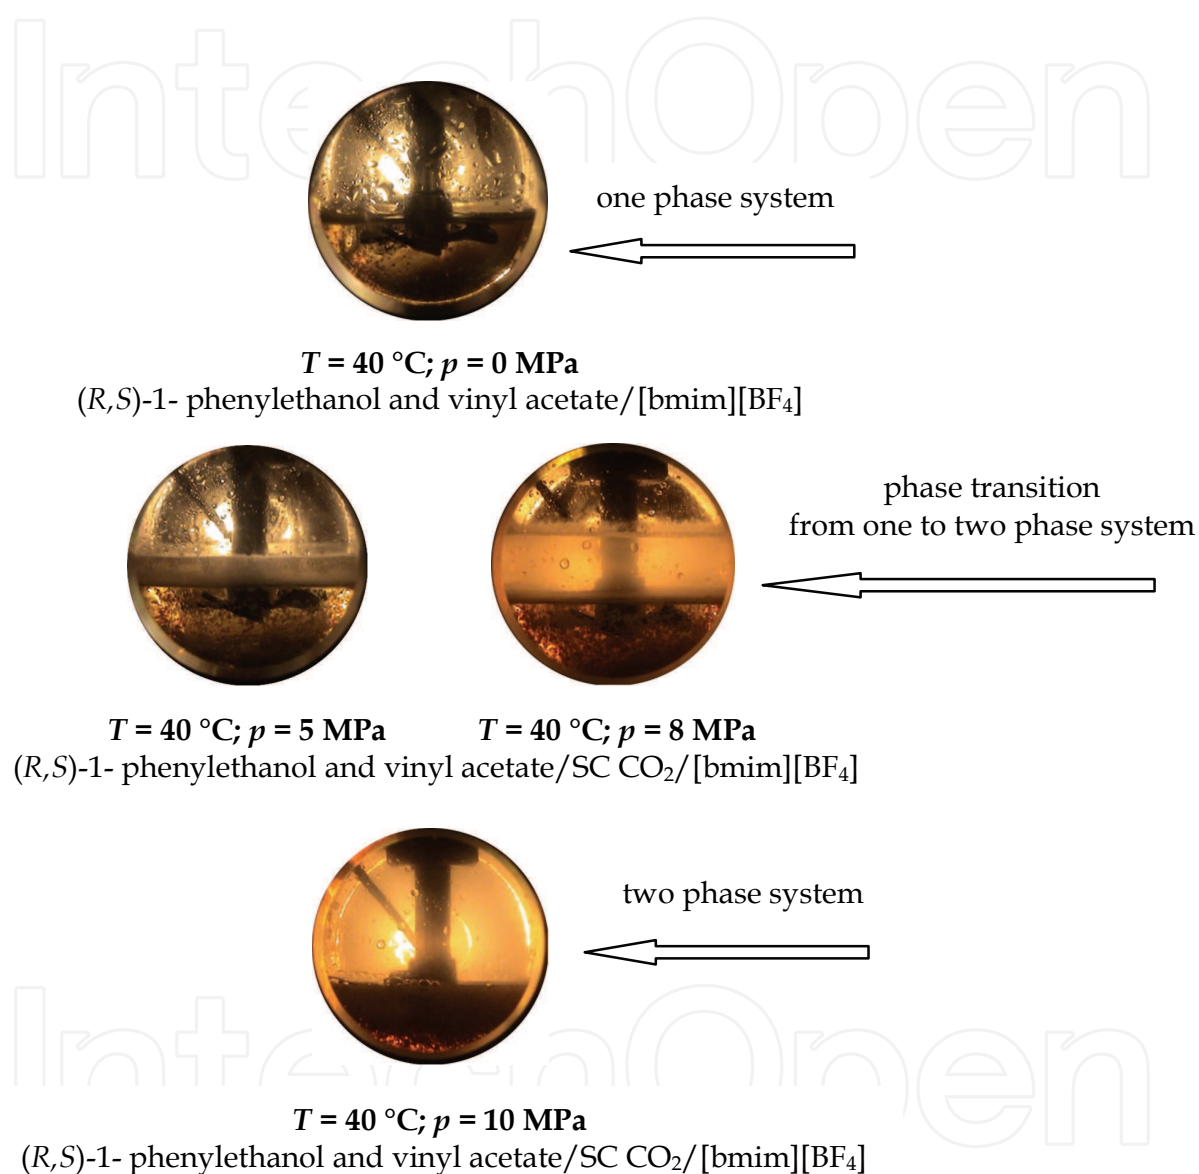 IntechOpen
one phase system
T = 40 °C; p = 0 MPa
(R,S)-1- phenylethanol and vinyl acetate/[bmim][BF₄]
phase transition
from one to two phase system
T = 40 °C; p = 5 MPa
T = 40 °C; p = 8 MPa
(R,S)-1- phenylethanol and vinyl acetate/SC CO₂/[bmim][BF₄]
two phase system
IntechOpen
T = 40 °C; p = 10 MPa
(R,S)-1- phenylethanol and vinyl acetate/SC CO₂/[bmim][BF₄]